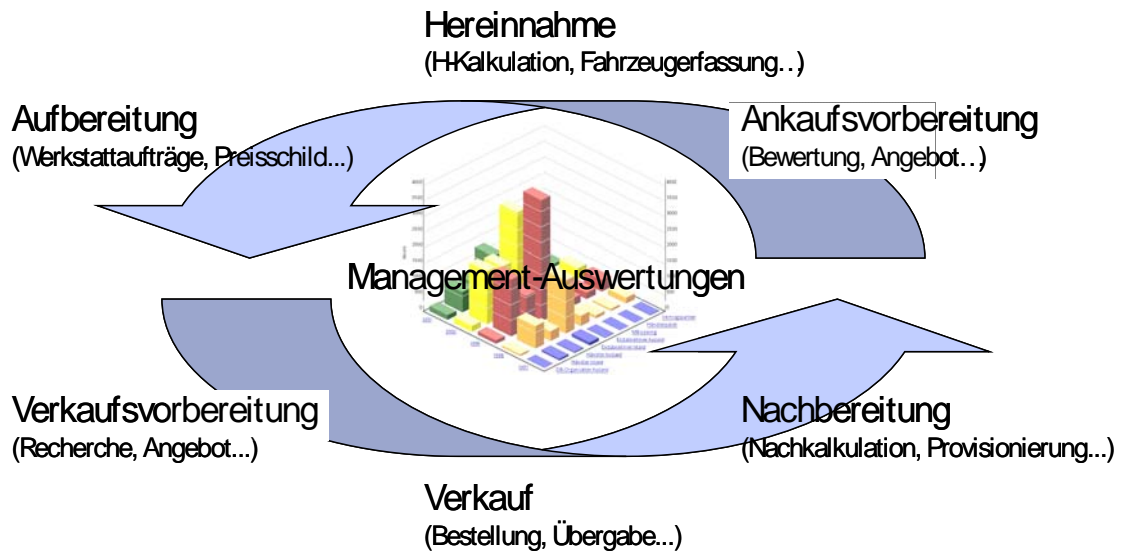 Hereinnahme
(H-Kalkulation, Fahrzeugerfassung…)
Aufbereitung
(Werkstattaufträge, Preisschild...)
Ankaufsvorbereitung
(Bewertung, Angebot…)
Management-Auswertungen
Verkaufsvorbereitung
(Recherche, Angebot...)
Nachbereitung
(Nachkalkulation, Provisionierung...)
Verkauf
(Bestellung, Übergabe...)